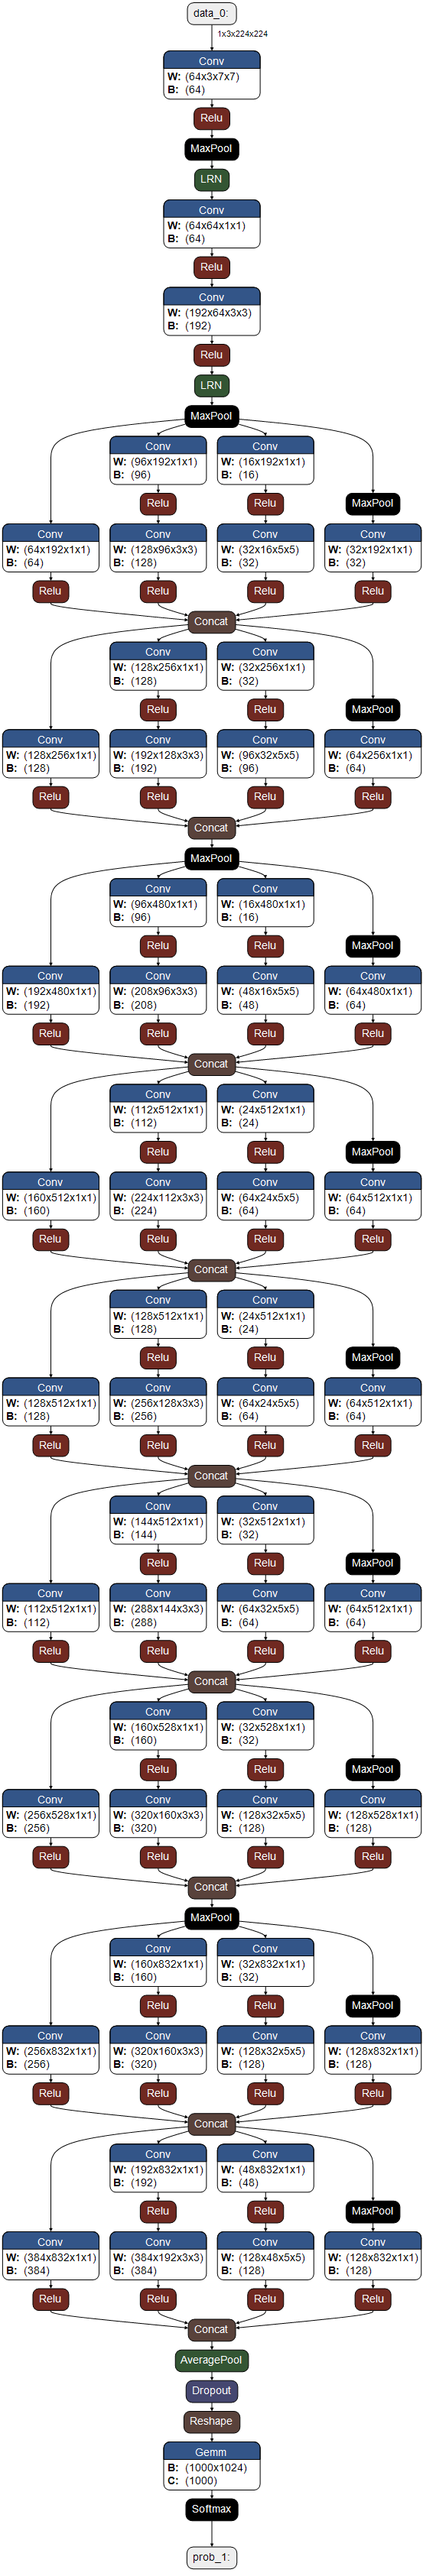 data_0:
1x3x224x224
Conv
W: (64x3x7x7)
B: (64)
Relu
MaxPool
LRN
Conv
W: (64x64x1x1)
B: (64)
Relu
Conv
W: (192x64x3x3)
B: (192)
Relu
LRN
MaxPool
Conv Conv
W: (96x192x1x1) W: (16x192x1x1)
B: (96) B: (16)
Relu Relu MaxPool
Conv Conv Conv Conv
W: (64x192x1x1) W: (128x96x3x3) W: (32x16x5x5) W: (32x192x1x1)
B: (64) B: (128) B: (32) B: (32)
Relu Relu Relu Relu
Concat
Conv Conv
W: (128x256x1x1) W: (32x256x1x1)
B: (128) B: (32)
Relu Relu MaxPool
Conv Conv Conv Conv
W: (128x256x1x1) W: (192x128x3x3) W: (96x32x5x5) W: (64x256x1x1)
B: (128) B: (192) B: (96) B: (64)
Relu Relu Relu Relu
Concat
MaxPool
Conv Conv
W: (96x480x1x1) W: (16x480x1x1)
B: (96) B: (16)
Relu Relu MaxPool
Conv Conv Conv Conv
W: (192x480x1x1) W: (208x96x3x3) W: (48x16x5x5) W: (64x480x1x1)
B: (192) B: (208) B: (48) B: (64)
Relu Relu Relu Relu
Concat
Conv Conv
W: (112x512x1x1) W: (24x512x1x1)
B: (112) B: (24)
Relu Relu MaxPool
Conv Conv Conv Conv
W: (160x512x1x1) W: (224x112x3x3) W: (64x24x5x5) W: (64x512x1x1)
B: (160) B: (224) B: (64) B: (64)
Relu Relu Relu Relu
Concat
Conv Conv
W: (128x512x1x1) W: (24x512x1x1)
B: (128) B: (24)
Relu Relu MaxPool
Conv Conv Conv Conv
W: (128x512x1x1) W: (256x128x3x3) W: (64x24x5x5) W: (64x512x1x1)
B: (128) B: (256) B: (64) B: (64)
Relu Relu Relu Relu
Concat
Conv Conv
W: (144x512x1x1) W: (32x512x1x1)
B: (144) B: (32)
Relu Relu MaxPool
Conv Conv Conv Conv
W: (112x512x1x1) W: (288x144x3x3) W: (64x32x5x5) W: (64x512x1x1)
B: (112) B: (288) B: (64) B: (64)
Relu Relu Relu Relu
Concat
Conv Conv
W: (160x528x1x1) W: (32x528x1x1)
B: (160) B: (32)
Relu Relu MaxPool
Conv Conv Conv Conv
W: (256x528x1x1) W: (320x160x3x3) W: (128x32x5x5) W: (128x528x1x1)
B: (256) B: (320) B: (128) B: (128)
Relu Relu Relu Relu
Concat
MaxPool
Conv Conv
W: (160x832x1x1) W: (32x832x1x1)
B: (160) B: (32)
Relu Relu MaxPool
Conv Conv Conv Conv
W: (256x832x1x1) W: (320x160x3x3) W: (128x32x5x5) W: (128x832x1x1)
B: (256) B: (320) B: (128) B: (128)
Relu Relu Relu Relu
Concat
Conv Conv
W: (192x832x1x1) W: (48x832x1x1)
B: (192) B: (48)
Relu Relu MaxPool
Conv Conv Conv Conv
W: (384x832x1x1) W: (384x192x3x3) W: (128x48x5x5) W: (128x832x1x1)
B: (384) B: (384) B: (128) B: (128)
Relu Relu Relu Relu
Concat
AveragePool
Dropout
Reshape
Gemm
B: (1000x1024)
C: (1000)
Softmax
prob_1: